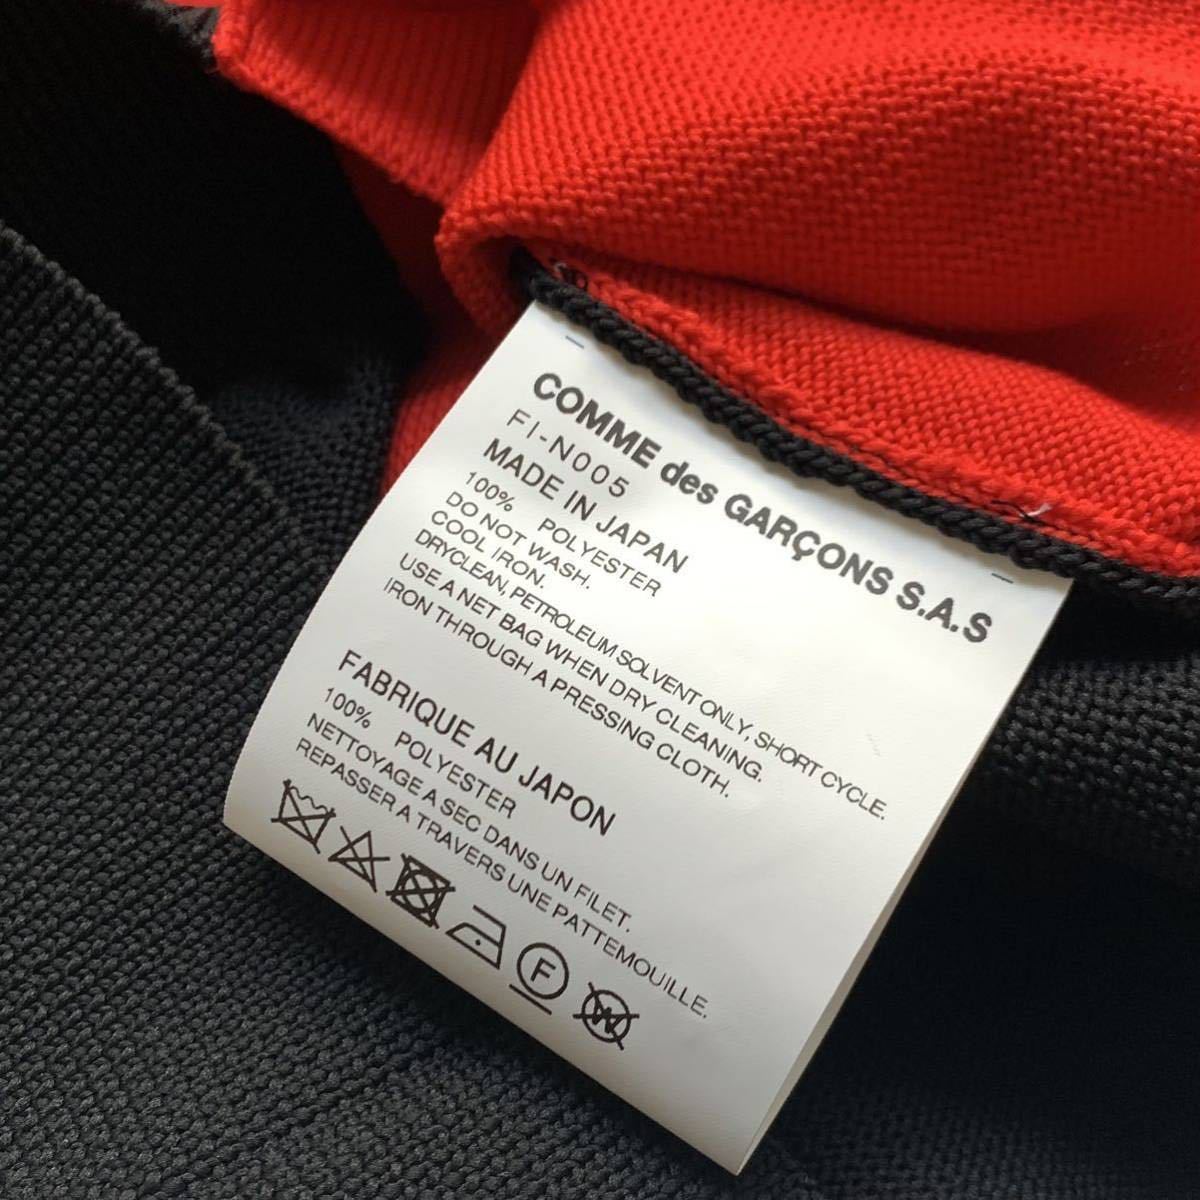 COMME des GARÇONS S.A.S
FI-N005
MADE IN JAPAN
100% POLYESTER
DO NOT WASH.
COOL IRON.
DRYCLEAN, PETROLEUM SOLVENT ONLY, SHORT CYCLE.
USE A NET BAG WHEN DRY CLEANING.
IRON THROUGH A PRESSING CLOTH.
FABRIQUE AU JAPON
100% POLYESTER
NETTOYAGE A SEC DANS UN FILET.
REPASSER A TRAVERS UNE PATTEMOUILLE.
F
W